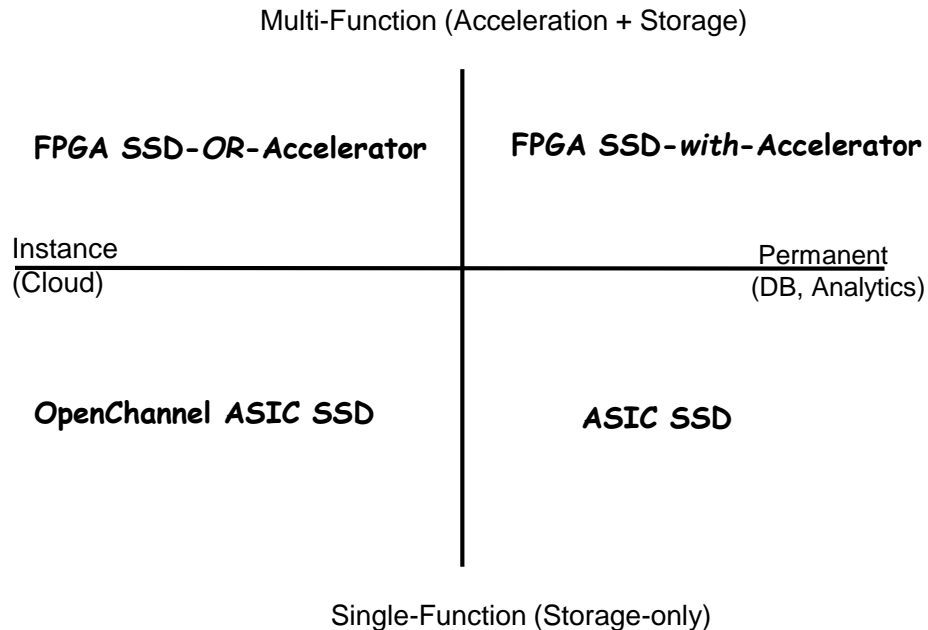 Multi-Function (Acceleration + Storage)
FPGA SSD-OR-Accelerator
FPGA SSD-with-Accelerator
Instance
(Cloud)
Permanent
(DB, Analytics)
OpenChannel ASIC SSD
ASIC SSD
Single-Function (Storage-only)